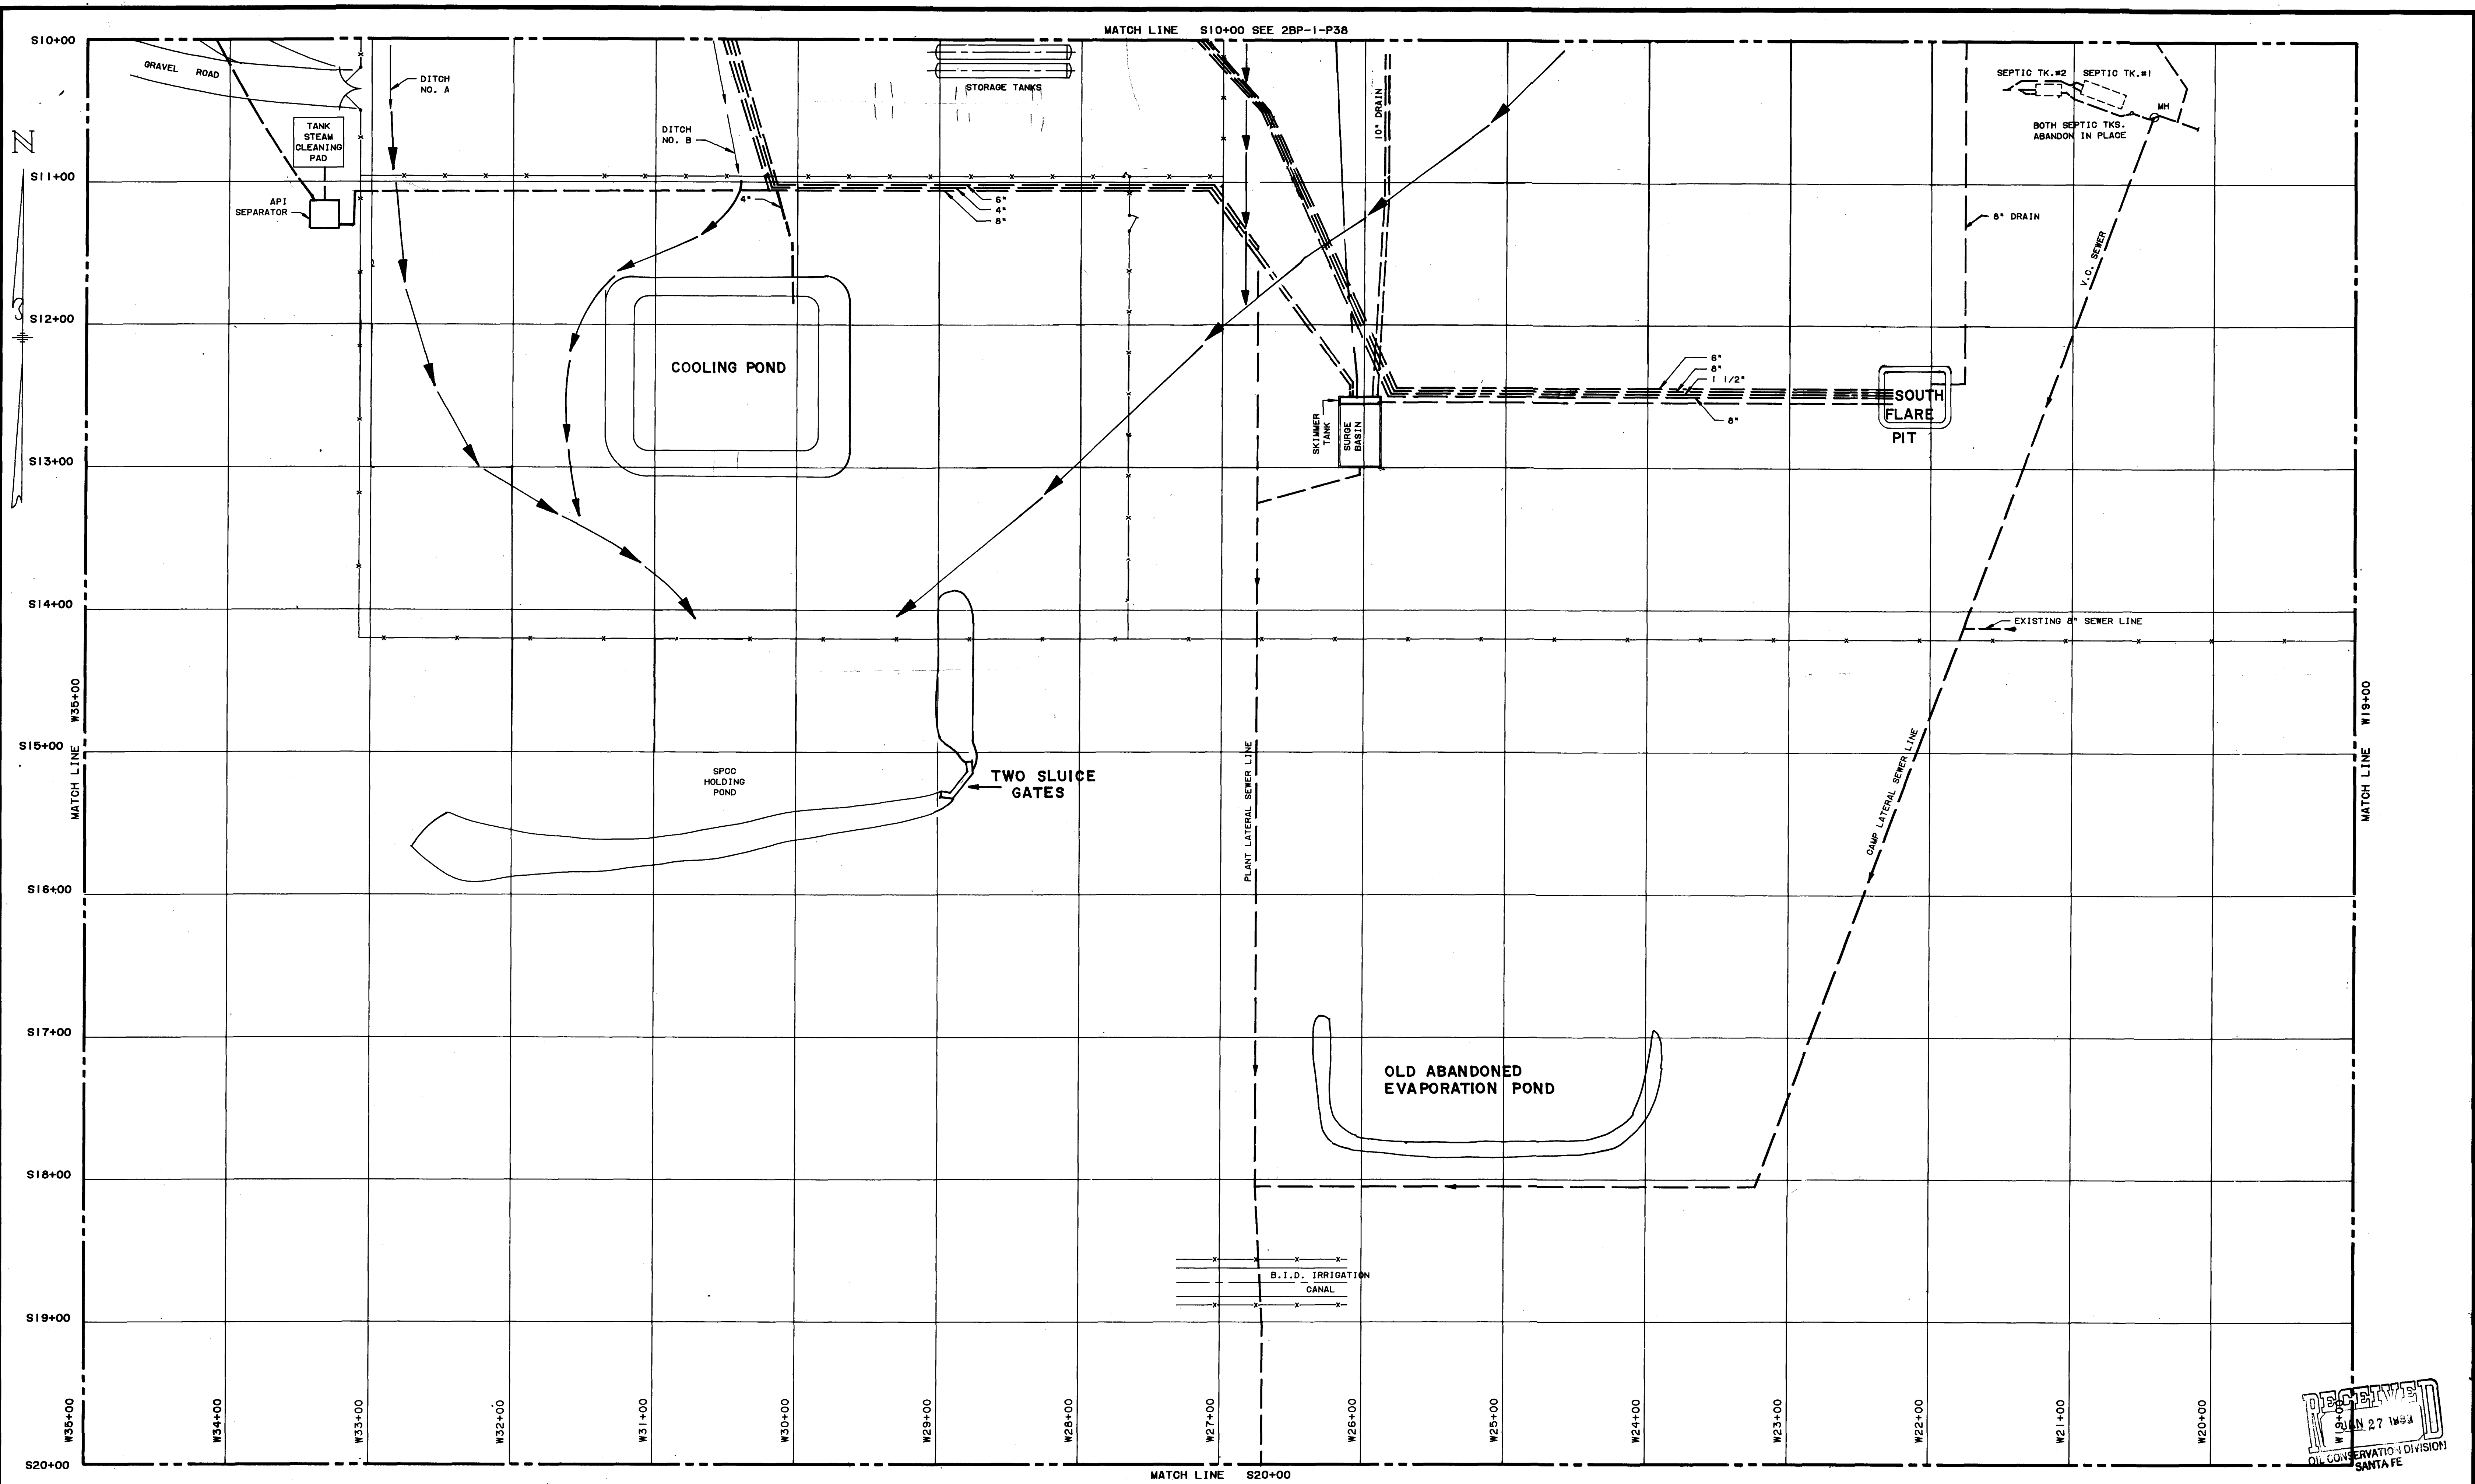 MATCH LINE S10+00 SEE 2BP-1-P38
S10+00
GRAVEL ROAD
DITCH
NO. A
STORAGE TANKS
10" DRAIN
SEPTIC TK.#2
SEPTIC TK.#1
MH
BOTH SEPTIC TKS.
ABANDON IN PLACE
N
TANK
STEAM
CLEANING
PAD
DITCH
NO. B
S11+00
API
SEPARATOR
4"
6"
4"
8"
8" DRAIN
V.C. SEWER
S
S12+00
COOLING POND
6"
8"
1 1/2"
8"
SKIMMER
TANK
SURGE
BASIN
SOUTH
FLARE
PIT
S13+00
S14+00
EXISTING 8" SEWER LINE
MATCH LINE W35+00
MATCH LINE W19+00
S15+00
SPCC
HOLDING
POND
TWO SLUICE
GATES
PLANT LATERAL SEWER LINE
CAMP LATERAL SEWER LINE
S16+00
S17+00
OLD ABANDONED
EVAPORATION POND
S18+00
B.I.D. IRRIGATION
CANAL
S19+00
W35+00
W34+00
W33+00
W32+00
W31+00
W30+00
W29+00
W28+00
W27+00
W26+00
W25+00
W24+00
W23+00
W22+00
W21+00
W20+00
W19+00
S20+00
MATCH LINE S20+00
RECEIVED
JAN 27
OIL CONSERVATION DIVISION
SANTA FE